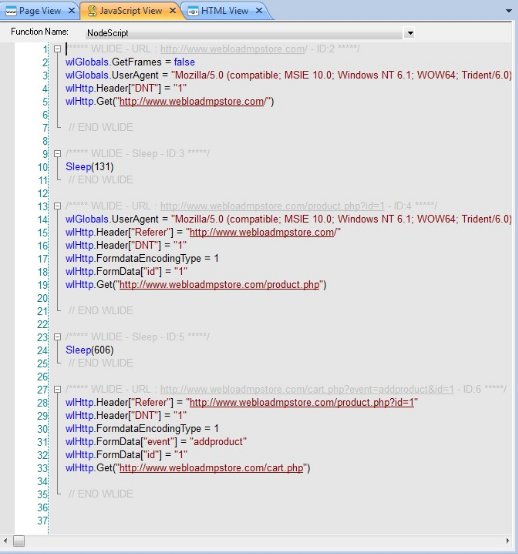 Page View JavaScript View HTML View
Function Name: NodeScript
1 /***** WLIDE - URL : http://www.webloadmpstore.com/ - ID:2 *****/
2 wlGlobals.GetFrames = false
3 wlGlobals.UserAgent = "Mozilla/5.0 (compatible; MSIE 10.0; Windows NT 6.1; WOW64; Trident/6.0)
4 wlHttp.Header["DNT"] = "1"
5 wlHttp.Get("http://www.webloadmpstore.com/")
6
7 // END WLIDE
8
9 /***** WLIDE - Sleep - ID:3 *****/
10 Sleep(131)
11 // END WLIDE
12
13 /***** WLIDE - URL : http://www.webloadmpstore.com/product.php?id=1 - ID:4 *****/
14 wlGlobals.UserAgent = "Mozilla/5.0 (compatible; MSIE 10.0; Windows NT 6.1; WOW64; Trident/6.0)
15 wlHttp.Header["Referer"] = "http://www.webloadmpstore.com/"
16 wlHttp.Header["DNT"] = "1"
17 wlHttp.FormdataEncodingType = 1
18 wlHttp.FormData["id"] = "1"
19 wlHttp.Get("http://www.webloadmpstore.com/product.php")
20
21 // END WLIDE
22
23 /***** WLIDE - Sleep - ID:5 *****/
24 Sleep(606)
25 // END WLIDE
26
27 /***** WLIDE - URL : http://www.webloadmpstore.com/cart.php?event=addproduct&id=1 - ID:6 *****/
28 wlHttp.Header["Referer"] = "http://www.webloadmpstore.com/product.php?id=1"
29 wlHttp.Header["DNT"] = "1"
30 wlHttp.FormdataEncodingType = 1
31 wlHttp.FormData["event"] = "addproduct"
32 wlHttp.FormData["id"] = "1"
33 wlHttp.Get("http://www.webloadmpstore.com/cart.php")
34
35 // END WLIDE
36
37